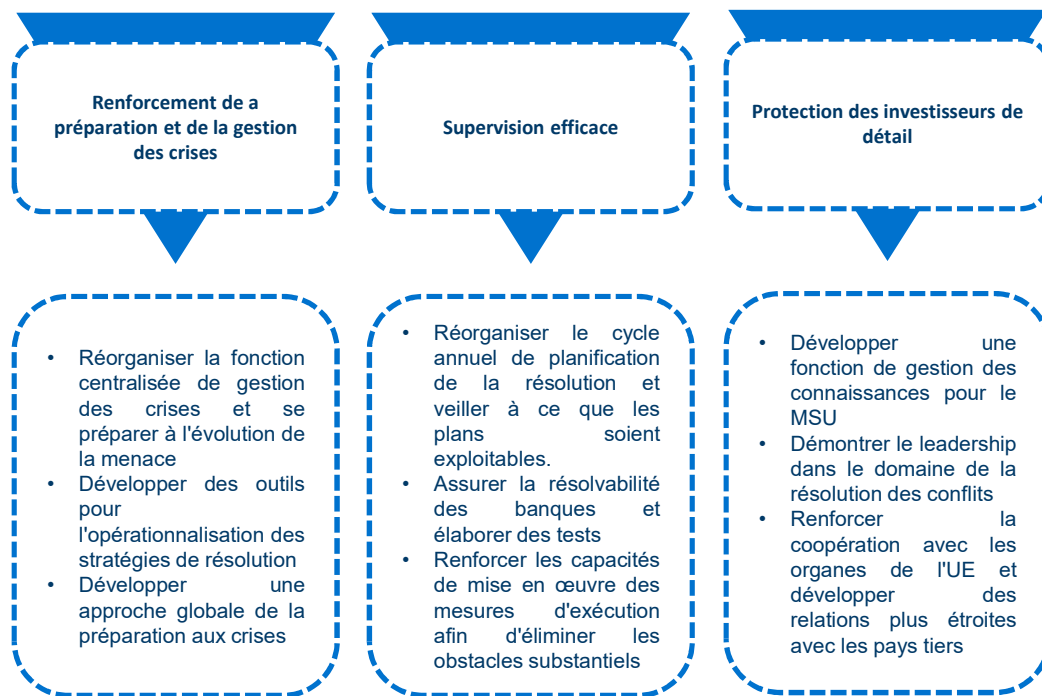 Renforcement de a
préparation et de la gestion
des crises
Supervision efficace
Protection des investisseurs de
détail
• Réorganiser la fonction
centralisée de gestion
des crises et se
préparer à l'évolution de
la menace
• Développer des outils
pour
l'opérationnalisation des
stratégies de résolution
• Développer une
approche globale de la
préparation aux crises
• Réorganiser le cycle
annuel de planification
de la résolution et
veiller à ce que les
plans soient
exploitables.
• Assurer la résolvabilité
des banques et
élaborer des tests
• Renforcer les capacités
de mise en œuvre des
mesures d'exécution
afin d'éliminer les
obstacles substantiels
• Développer une
fonction de gestion des
connaissances pour le
MSU
• Démontrer le leadership
dans le domaine de la
résolution des conflits
• Renforcer la
coopération avec les
organes de l'UE et
développer des
relations plus étroites
avec les pays tiers